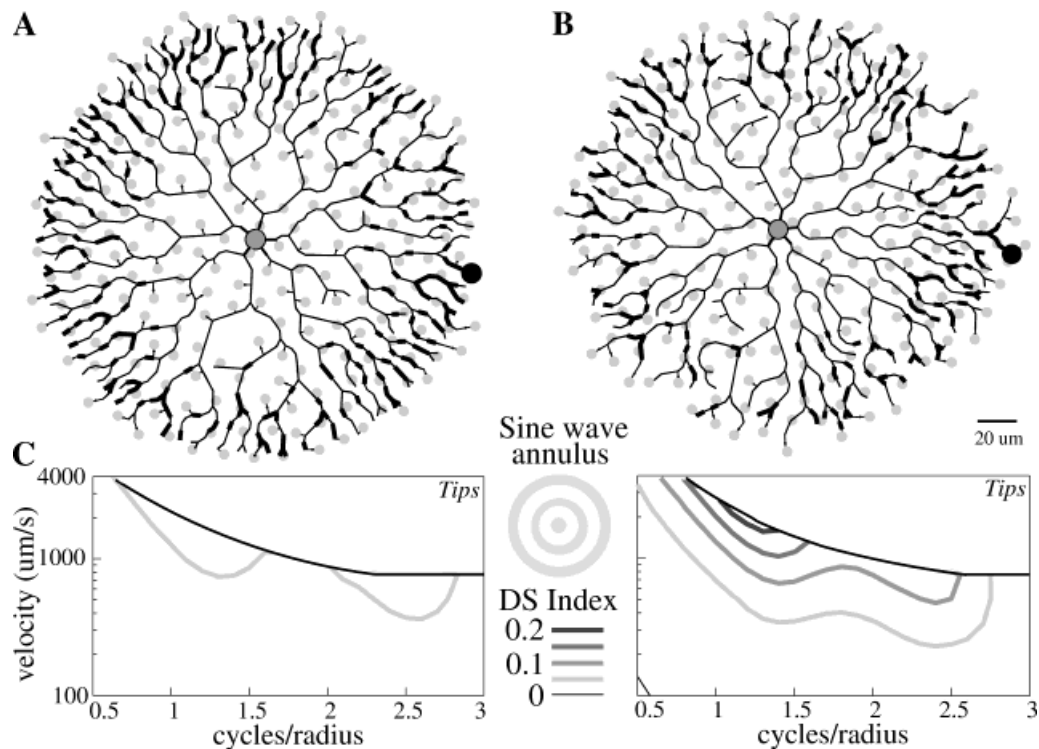 A
B
20 um
C
Sine wave
annulus
4000
1000
100
velocity (um/s)
Tips
0.5 1 1.5 2 2.5 3
cycles/radius
DS Index
0.2
0.1
0
Tips
0.5 1 1.5 2 2.5 3
cycles/radius